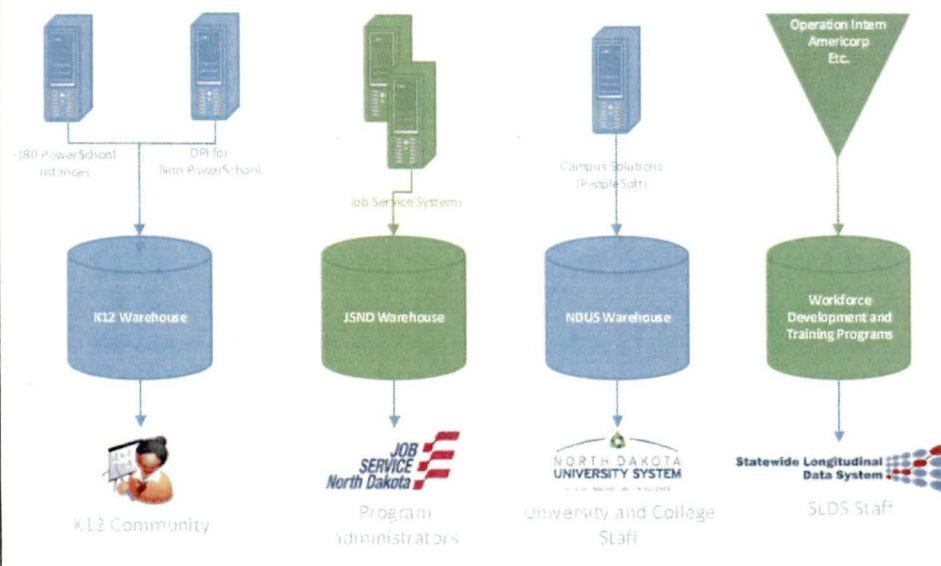 Operation Intern
Americorp
Etc.
~180 PowerSchool
Instances
DPI for
Non PowerSchool
Job Service Systems
Campus Solutions
(PeopleSoft)
K12 Warehouse
JSND Warehouse
NDUS Warehouse
Workforce
Development and
Training Programs
K12 Community
JOB
SERVICE
North Dakota
Program
administrators
NORTH DAKOTA
UNIVERSITY SYSTEM
University and College
Staff
Statewide Longitudinal
Data System
SLDS Staff